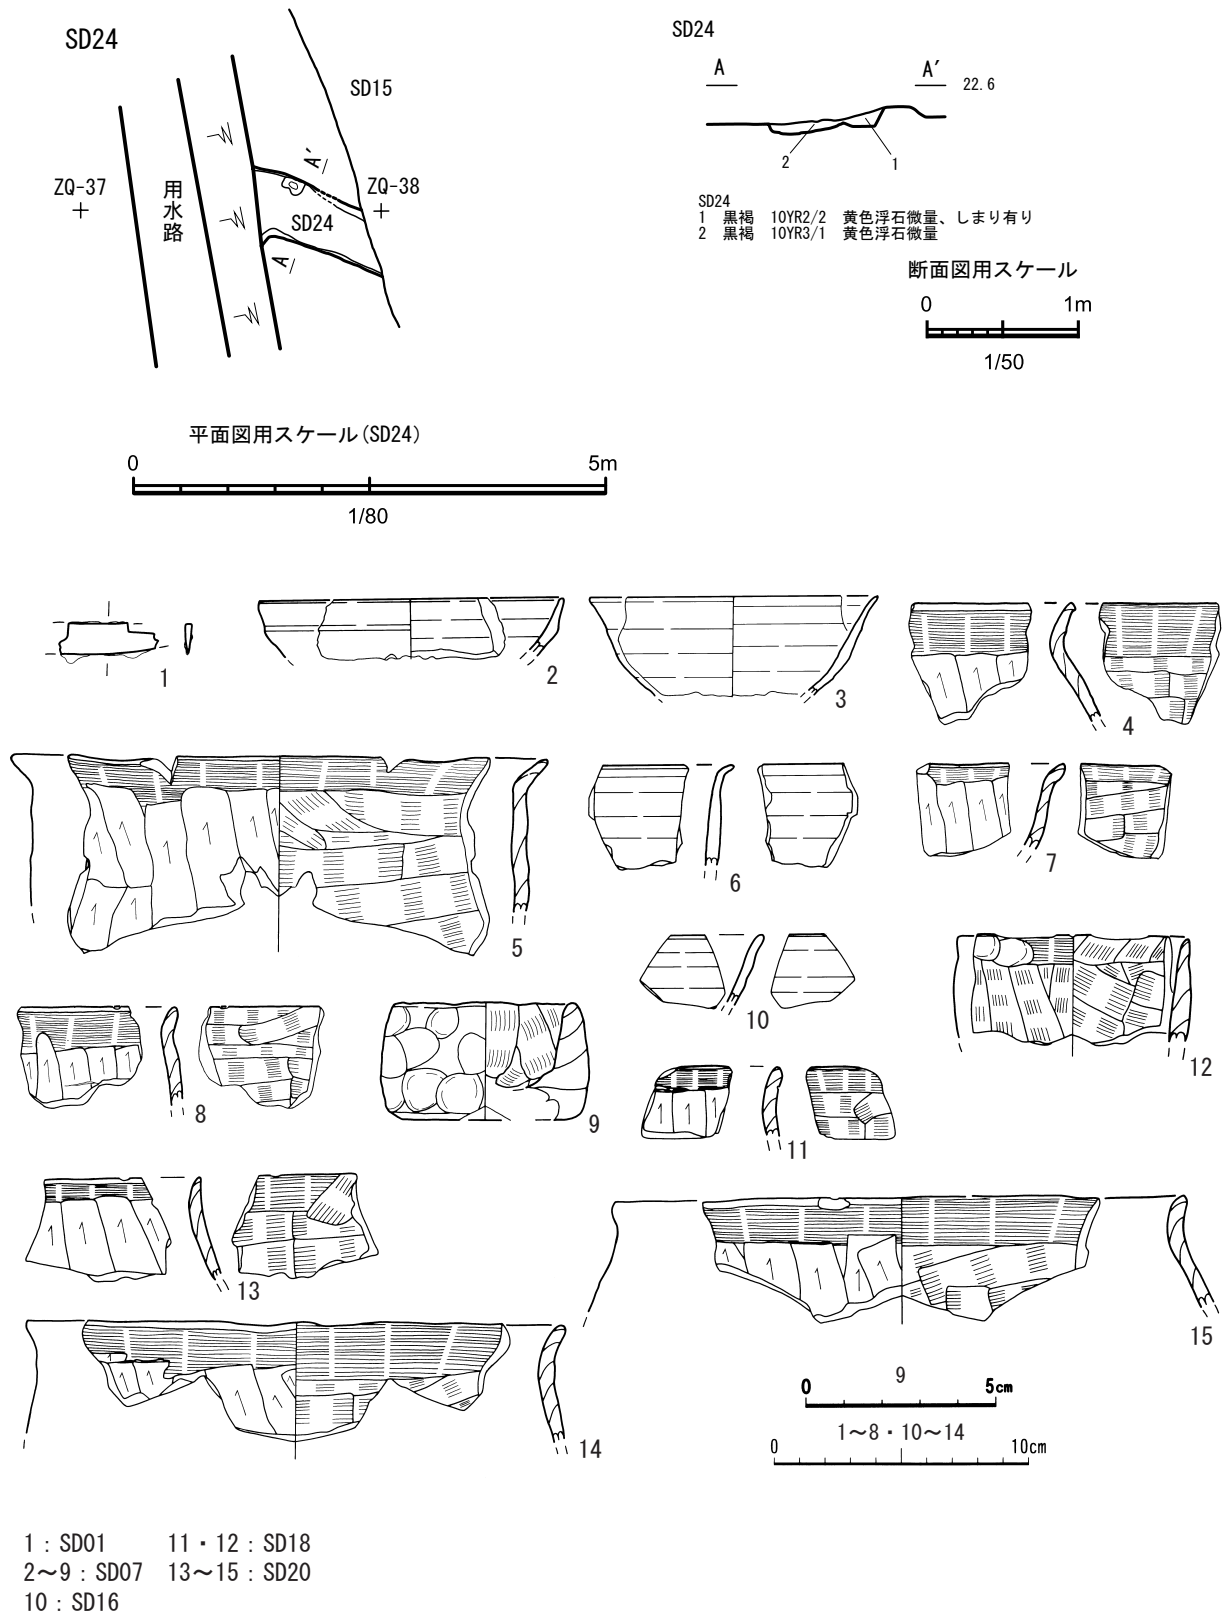 SD24
SD15
A′
ZQ-37
用水路
ZQ-38
SD24
A
SD24
A
A′
22.6
2
1
SD24
1 黒褐 10YR2/2 黄色浮石微量、しまり有り
2 黒褐 10YR3/1 黄色浮石微量
断面図用スケール
0 1m
1/50
平面図用スケール(SD24)
0 5m
1/80
1
2
3
4
5
6
7
8
9
10
11
12
13
14
15
9
0 5cm
1～8・10～14
0 10cm
1：SD01 11・12：SD18
2～9：SD07 13～15：SD20
10：SD16